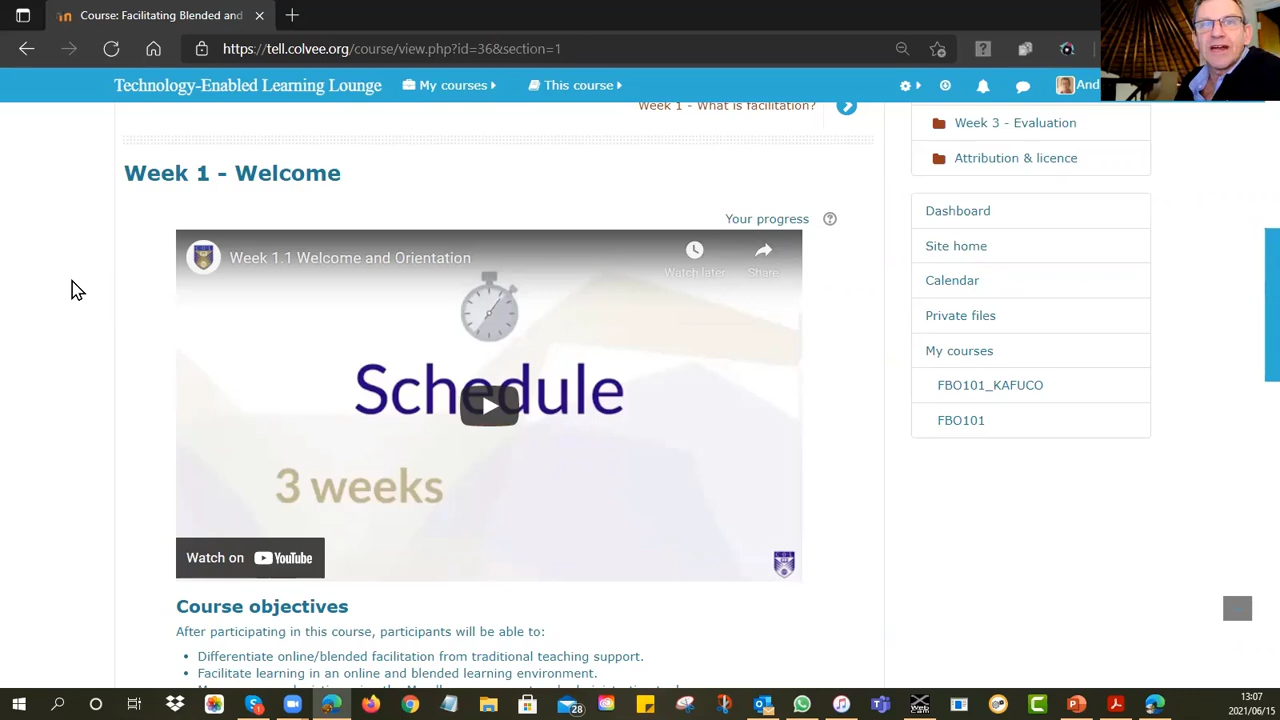 Course: Facilitating Blended and
https://tell.colvee.org/course/view.php?id=36&section=1
Technology-Enabled Learning Lounge
My courses
This course
And
Week 1 - What is facilitation?
Week 3 - Evaluation
Attribution & licence
Week 1 - Welcome
Your progress
Week 1.1 Welcome and Orientation
Watch later
Share
Schedule
3 weeks
Watch on YouTube
COL
Dashboard
Site home
Calendar
Private files
My courses
FBO101_KAFUCO
FBO101
Course objectives
After participating in this course, participants will be able to:
Differentiate online/blended facilitation from traditional teaching support.
Facilitate learning in an online and blended learning environment.
28
13:07
2021/06/15